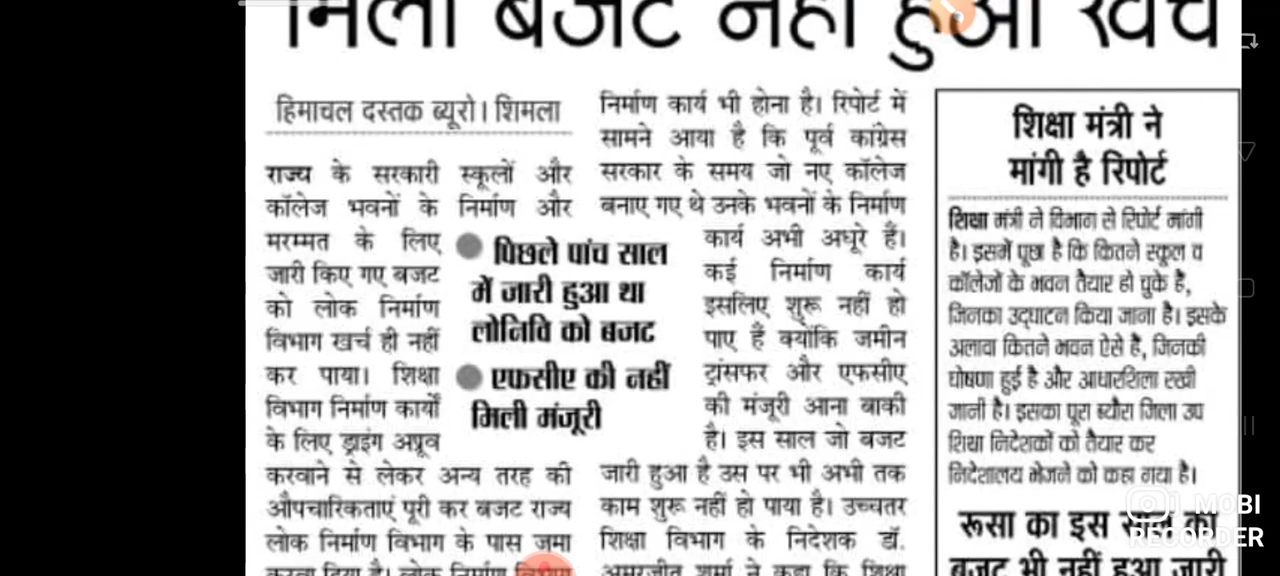 मिला बजट नहीं हुआ खर्च
हिमाचल दस्तक ब्यूरो। शिमला
राज्य के सरकारी स्कूलों और
कॉलेज भवनों के निर्माण और
मरम्मत के लिए
जारी किए गए बजट
को लोक निर्माण
विभाग खर्च ही नहीं
कर पाया। शिक्षा
विभाग निर्माण कार्यों
के लिए ड्राइंग अप्रूव
करवाने से लेकर अन्य तरह की
औपचारिकताएं पूरी कर बजट राज्य
लोक निर्माण विभाग के पास जमा
करवा दिया है। लोक निर्माण विभाग
पिछले पांच साल
में जारी हुआ था
लोनिवि को बजट
एफसीए की नहीं
मिली मंजूरी
निर्माण कार्य भी होना है। रिपोर्ट में
सामने आया है कि पूर्व कांग्रेस
सरकार के समय जो नए कॉलेज
बनाए गए थे उनके भवनों के निर्माण
कार्य अभी अधूरे हैं।
कई निर्माण कार्य
इसलिए शुरू नहीं हो
पाए हैं क्योंकि जमीन
ट्रांसफर और एफसीए
की मंजूरी आना बाकी
है। इस साल जो बजट
जारी हुआ है उस पर भी अभी तक
काम शुरू नहीं हो पाया है। उच्चतर
शिक्षा विभाग के निदेशक डॉ.
अमरजीत शर्मा ने कहा कि शिक्षा
शिक्षा मंत्री ने
मांगी है रिपोर्ट
शिक्षा मंत्री ने विभाग से रिपोर्ट मांगी
है। इसमें पूछा है कि कितने स्कूल व
कॉलेजों के भवन तैयार हो चुके हैं,
जिनका उद्घाटन किया जाना है। इसके
अलावा कितने भवन ऐसे हैं, जिनकी
घोषणा हुई है और आधारशिला रखी
जानी है। इसका पूरा ब्यौरा जिला उप
शिक्षा निदेशकों को तैयार कर
निदेशालय भेजने को कहा गया है।
रूसा का इस साल का
बजट भी नहीं हुआ जारी
MOBI
RECORDER